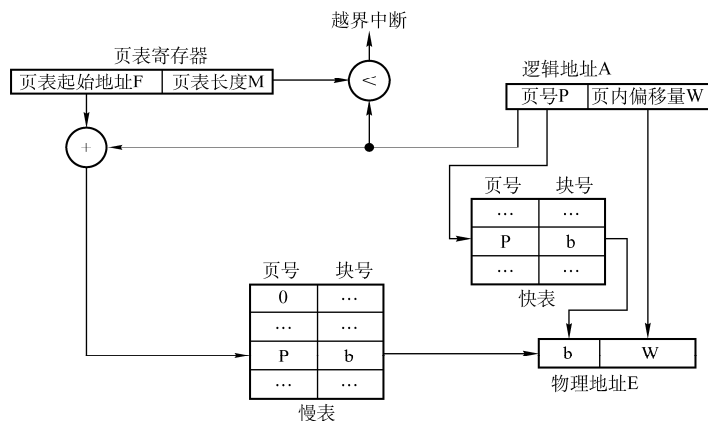 越界中断
页表寄存器
页表起始地址F 页表长度M
≤
逻辑地址A
页号P 页内偏移量W
+
页号 块号
… …
P b
… …
快表
页号 块号
0 …
… …
P b
… …
慢表
b W
物理地址E